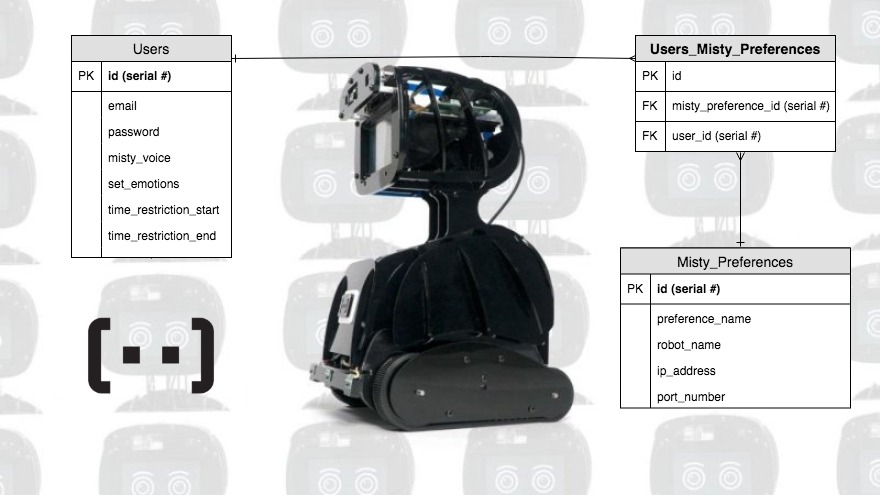 Users
PK id (serial #)
email
password
misty_voice
set_emotions
time_restriction_start
time_restriction_end
Users_Misty_Preferences
PK id
FK misty_preference_id (serial #)
FK user_id (serial #)
Misty_Preferences
PK id (serial #)
preference_name
robot_name
ip_address
port_number